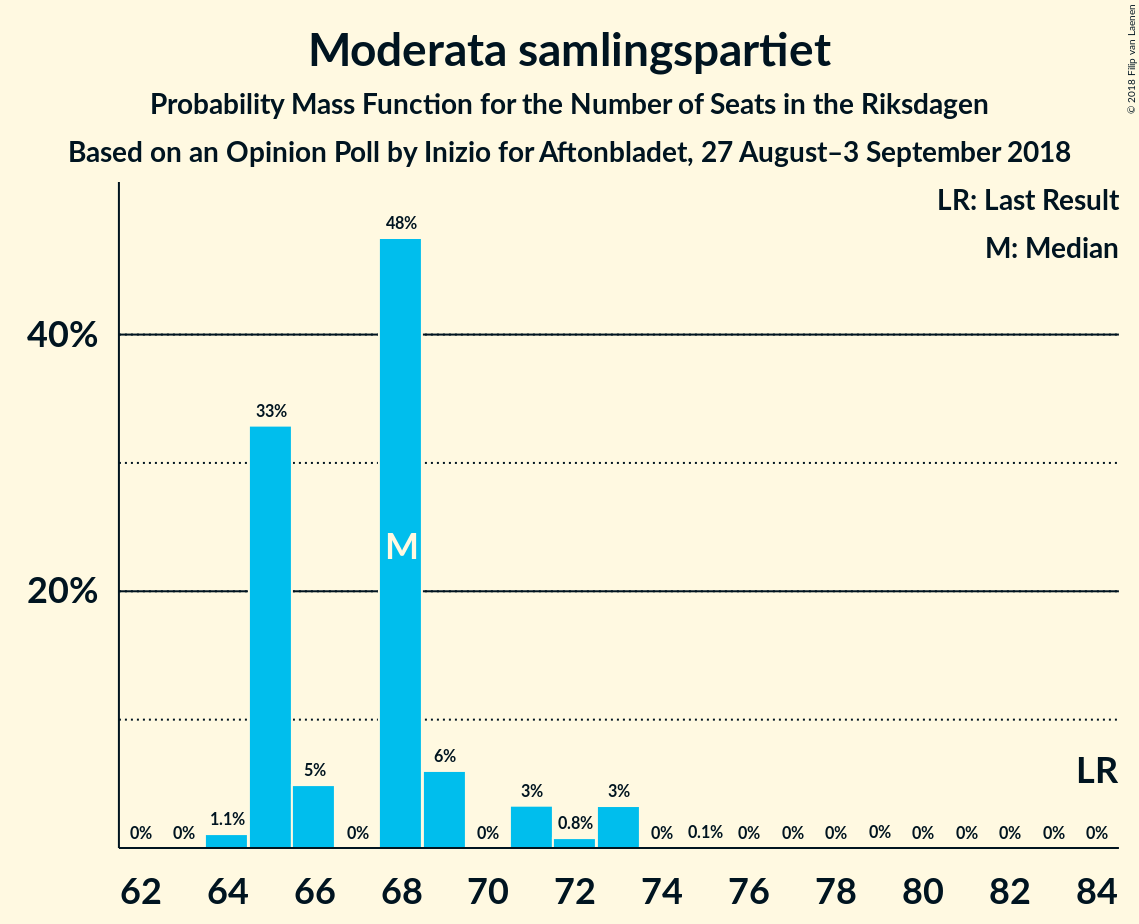 Moderata samlingspartiet
Probability Mass Function for the Number of Seats in the Riksdagen
Based on an Opinion Poll by Inizio for Aftonbladet, 27 August–3 September 2018
© 2018 Filip van Laenen
LR: Last Result
M: Median
40%
20%
0% 0% 1.1% 33% 5% 0% 48% 6% 0% 3% 0.8% 3% 0% 0.1% 0% 0% 0% 0% 0% 0% 0% 0% 0%
M
LR
62 64 66 68 70 72 74 76 78 80 82 84